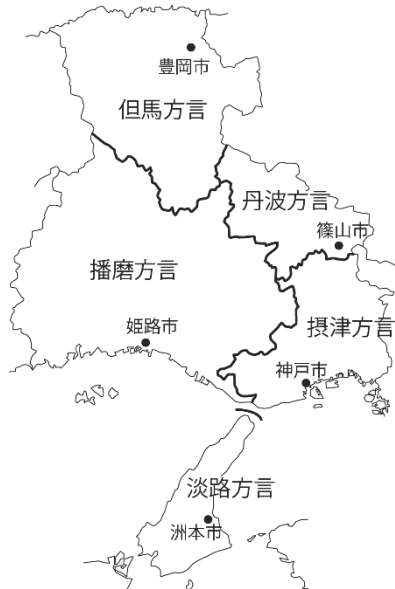 豊岡市
但馬方言
丹波方言
篠山市
播磨方言
姫路市
摂津方言
神戸市
淡路方言
洲本市